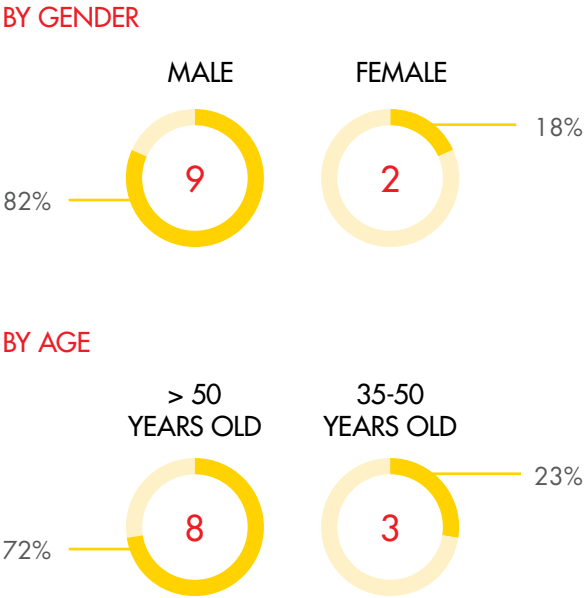 BY GENDER
MALE
FEMALE
18%
9
2
82%
BY AGE
> 50
YEARS OLD
35-50
YEARS OLD
23%
8
3
72%